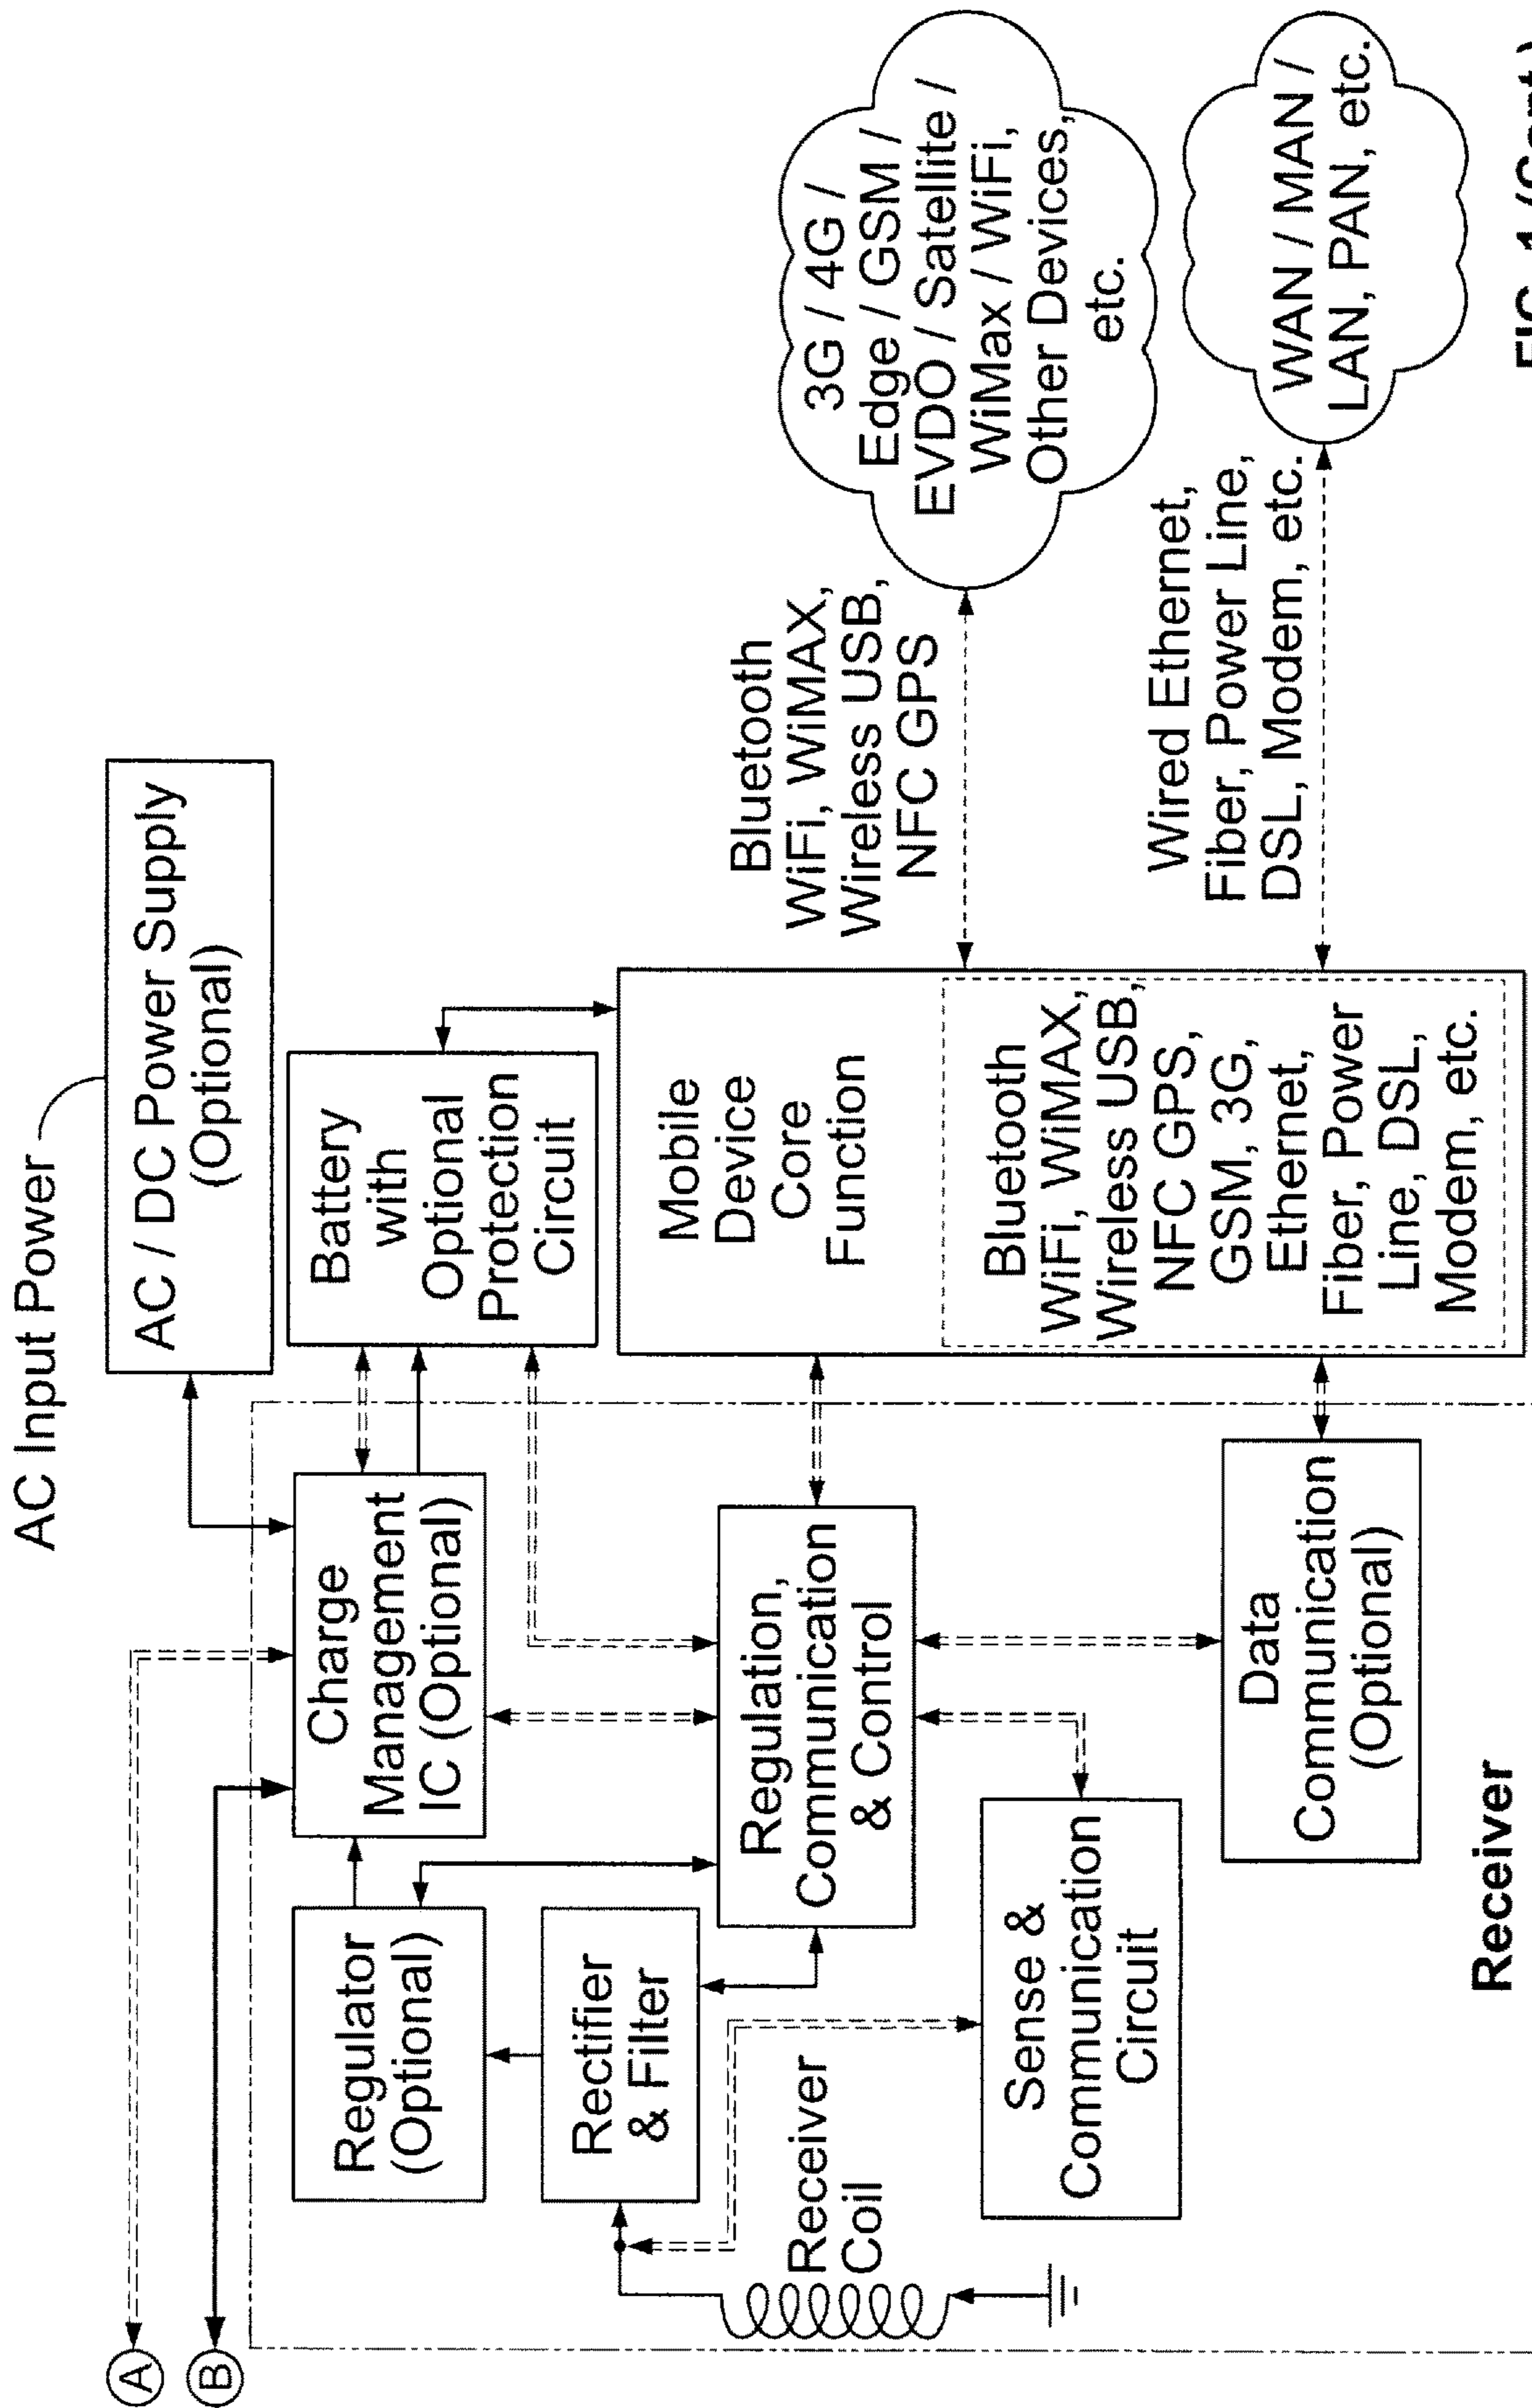 AC Input Power
AC / DC Power Supply
(Optional)
A
B
Charge
Management
IC (Optional)
Battery
with
Optional
Protection
Circuit
Regulator
(Optional)
Rectifier
& Filter
Receiver
Coil
Regulation,
Communication
& Control
Sense &
Communication
Circuit
Data
Communication
(Optional)
Mobile
Device
Core
Function
Bluetooth
WiFi, WiMAX,
Wireless USB,
NFC GPS,
GSM, 3G,
Ethernet,
Fiber, Power
Line, DSL,
Modem, etc.
Bluetooth
WiFi, WiMAX,
Wireless USB,
NFC GPS
3G / 4G /
Edge / GSM /
EVDO / Satellite /
WiMax / WiFi,
Other Devices,
etc.
Wired Ethernet,
Fiber, Power Line,
DSL, Modem, etc.
WAN / MAN /
LAN, PAN, etc.
Receiver
FIG. 1 (Cont.)